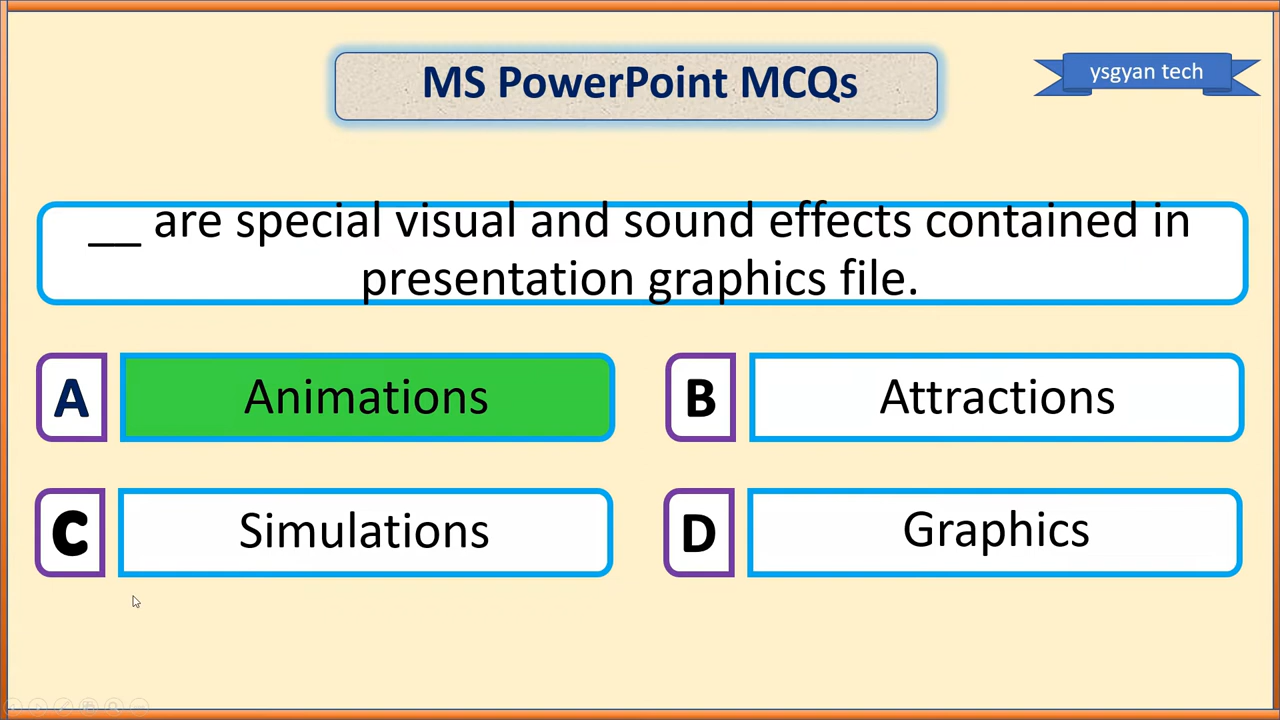 MS PowerPoint MCQs
ysgyan tech
__ are special visual and sound effects contained in
presentation graphics file.
A Animations
B Attractions
C Simulations
D Graphics